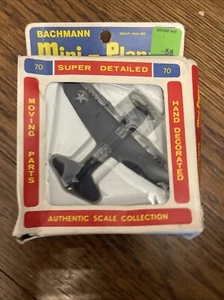 BACHMANN
Mini Planes
70 SUPER DETAILED 70
MOVING PARTS
HAND DECORATED
AUTHENTIC SCALE COLLECTION